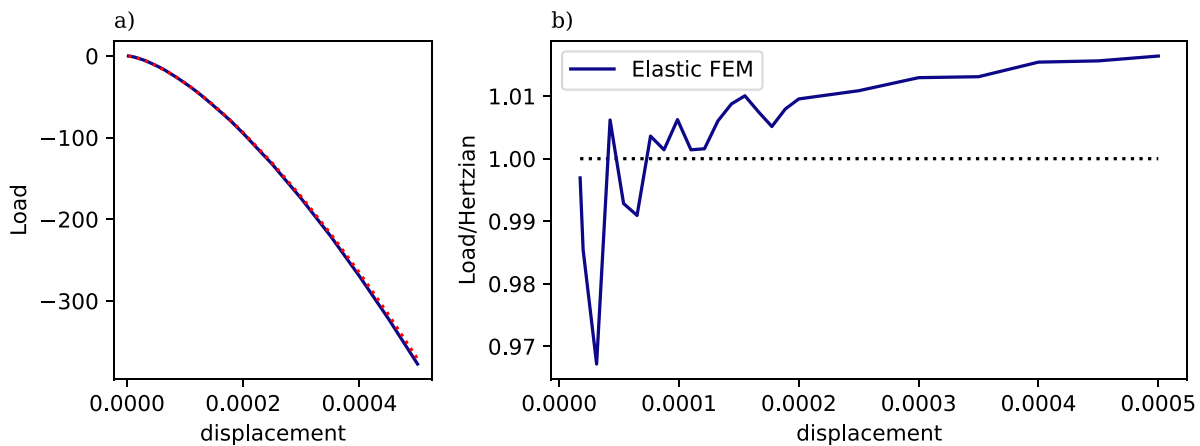 a)
0
−100
−200
−300
Load
0.0000 0.0002 0.0004
displacement
b)
Elastic FEM
1.01
1.00
0.99
0.98
0.97
Load/Hertzian
0.0000 0.0001 0.0002 0.0003 0.0004 0.0005
displacement